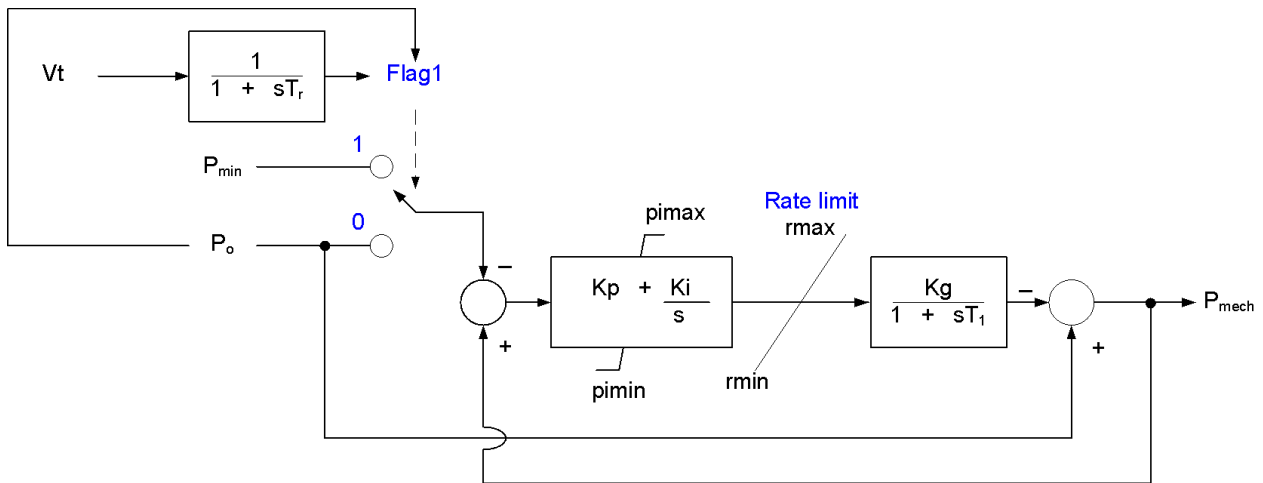 Vt
1
1 + sTr
Flag1
1
Pmin
0
Po
pimax
Rate limit
rmax
−
Kp + Ki
s
Kg
1 + sT1
−
Pmech
+
+
pimin
rmin